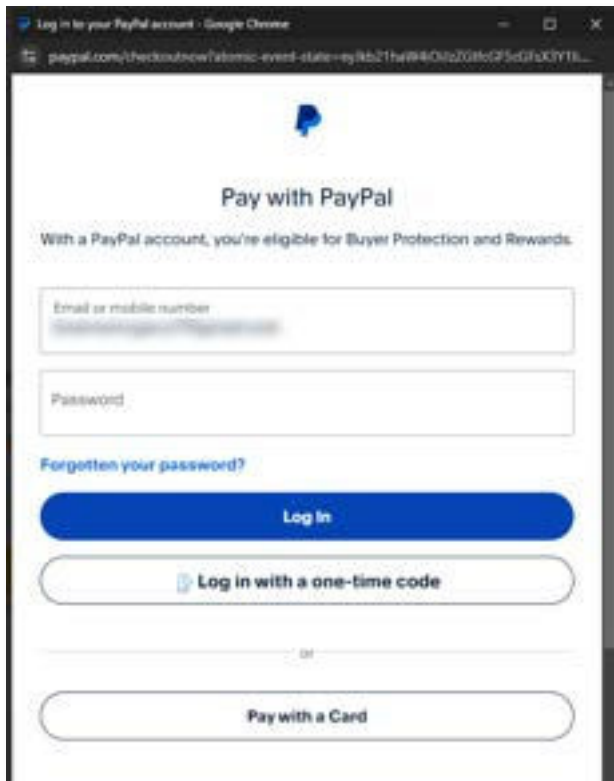 Log in to your PayPal account - Google Chrome
Pay with PayPal
With a PayPal account, you're eligible for Buyer Protection and Rewards.
Email or mobile number
Password
Forgotten your password?
Log In
Log in with a one-time code
or
Pay with a Card